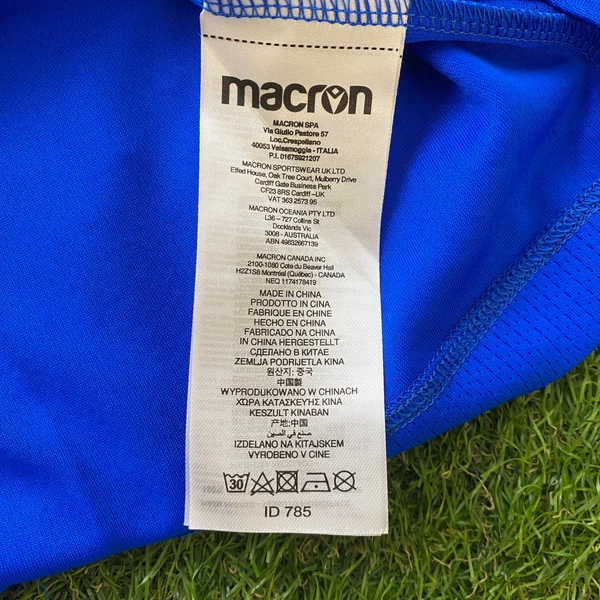 macron
MACRON SPA
Via Giulio Pastore 57
Loc.Crespellano
40053 Valsamoggia - ITALIA
P.I. 01675921207
MACRON SPORTSWEAR UK LTD
Elfed House, Oak Tree Court, Mulberry Drive
Cardiff Gate Business Park
CF23 8RS Cardiff –UK
VAT 363 2573 95
MACRON OCEANIA PTY LTD
L36 – 727 Collins St
Docklands Vic
3008 - AUSTRALIA
ABN 49632667139
MACRON CANADA INC
2100-1080 Cote du Beaver Hall
H2Z1S8 Montréal (Québec) - CANADA
NEQ 1174178419
MADE IN CHINA
PRODOTTO IN CINA
FABRIQUE EN CHINE
HECHO EN CHINA
FABRICADO NA CHINA
IN CHINA HERGESTELLT
СДЕЛАНО В КИТАЕ
ZEMLJA PODRIJETLA KINA
원산지: 중국
中国製
WYPRODUKOWANO W CHINACH
ΧΩΡΑ ΚΑΤΑΣΚΕΥΗΣ ΚΙΝΑ
KESZULT KINABAN
产地:中国
صنع في الصين
IZDELANO NA KITAJSKEM
VYROBENO V CINE
30
ID 785